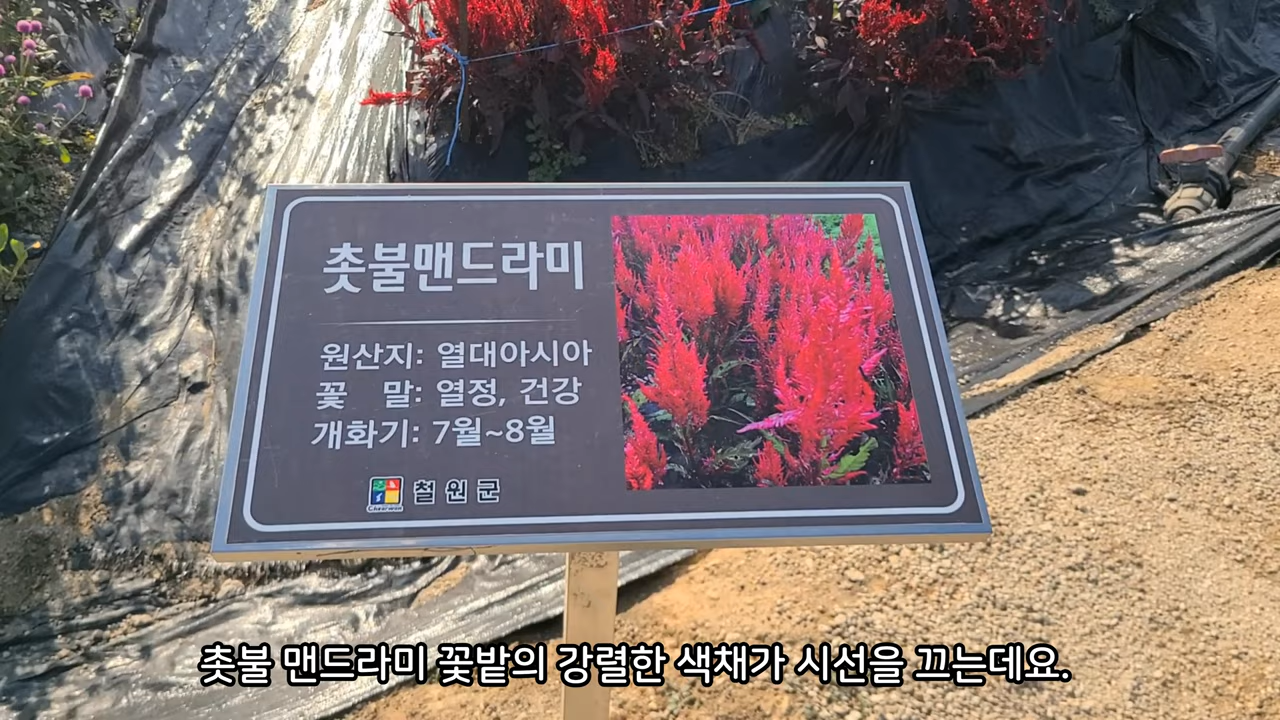 촛불맨드라미
원산지: 열대아시아
꽃 말: 열정, 건강
개화기: 7월~8월
철원군
촛불 맨드라미 꽃밭의 강렬한 색채가 시선을 끄는데요.